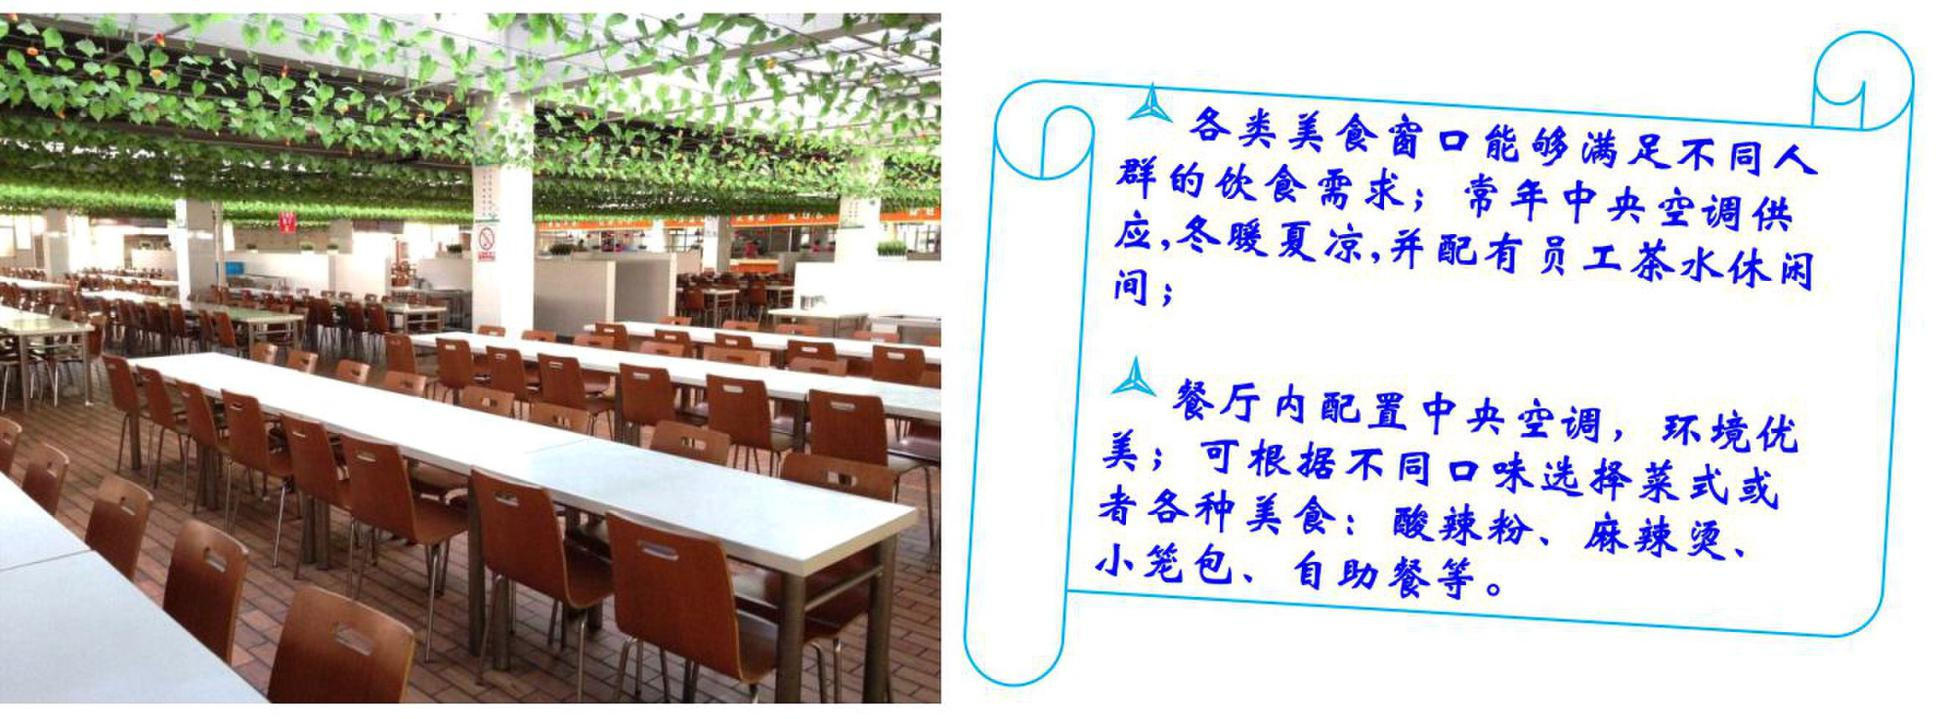 各类美食窗口能够满足不同人
群的饮食需求；常年中央空调供
应,冬暖夏凉,并配有员工茶水休闲
间；
餐厅内配置中央空调，环境优
美；可根据不同口味选择菜式或
者各种美食：酸辣粉、麻辣烫、
小笼包、自助餐等。